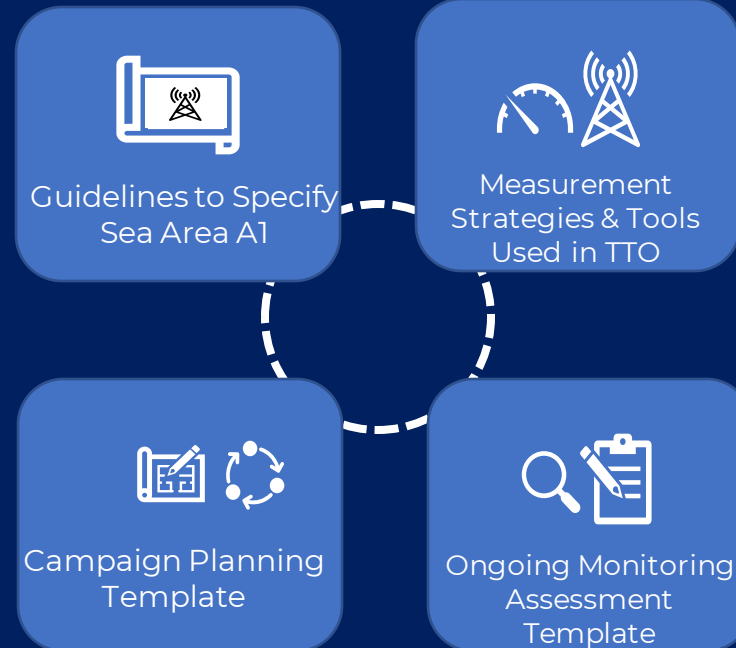 Guidelines to Specify
Sea Area A1
Measurement
Strategies & Tools
Used in TTO
Campaign Planning
Template
Ongoing Monitoring
Assessment
Template